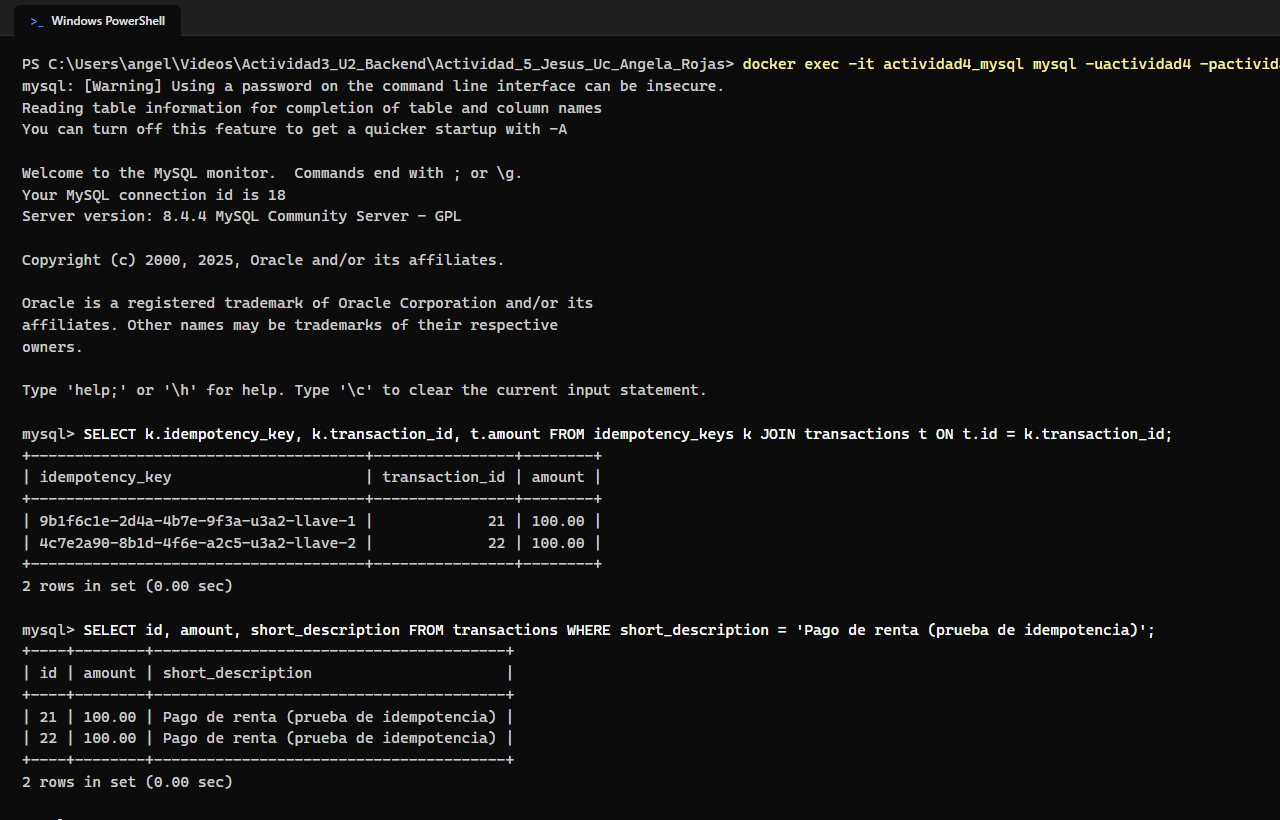 >_ Windows PowerShell
PS C:\Users\angel\Videos\Actividad3_U2_Backend\Actividad_5_Jesus_Uc_Angela_Rojas> docker exec -it actividad4_mysql mysql -uactividad4 -pactivida
mysql: [Warning] Using a password on the command line interface can be insecure.
Reading table information for completion of table and column names
You can turn off this feature to get a quicker startup with -A
Welcome to the MySQL monitor.  Commands end with ; or \g.
Your MySQL connection id is 18
Server version: 8.4.4 MySQL Community Server - GPL
Copyright (c) 2000, 2025, Oracle and/or its affiliates.
Oracle is a registered trademark of Oracle Corporation and/or its
affiliates. Other names may be trademarks of their respective
owners.
Type 'help;' or '\h' for help. Type '\c' to clear the current input statement.
mysql> SELECT k.idempotency_key, k.transaction_id, t.amount FROM idempotency_keys k JOIN transactions t ON t.id = k.transaction_id;
+--------------------------------------+----------------+--------+
| idempotency_key                      | transaction_id | amount |
+--------------------------------------+----------------+--------+
| 9b1f6c1e-2d4a-4b7e-9f3a-u3a2-llave-1 |             21 | 100.00 |
| 4c7e2a90-8b1d-4f6e-a2c5-u3a2-llave-2 |             22 | 100.00 |
+--------------------------------------+----------------+--------+
2 rows in set (0.00 sec)
mysql> SELECT id, amount, short_description FROM transactions WHERE short_description = 'Pago de renta (prueba de idempotencia)';
+----+--------+----------------------------------------+
| id | amount | short_description                      |
+----+--------+----------------------------------------+
| 21 | 100.00 | Pago de renta (prueba de idempotencia) |
| 22 | 100.00 | Pago de renta (prueba de idempotencia) |
+----+--------+----------------------------------------+
2 rows in set (0.00 sec)